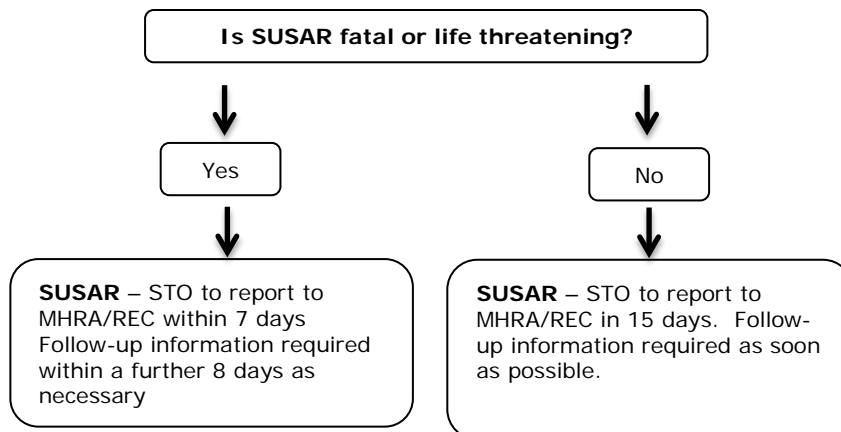 Is SUSAR fatal or life threatening?
Yes
No
SUSAR – STO to report to
MHRA/REC within 7 days
Follow-up information required
within a further 8 days as
necessary
SUSAR – STO to report to
MHRA/REC in 15 days.  Follow-
up information required as soon
as possible.